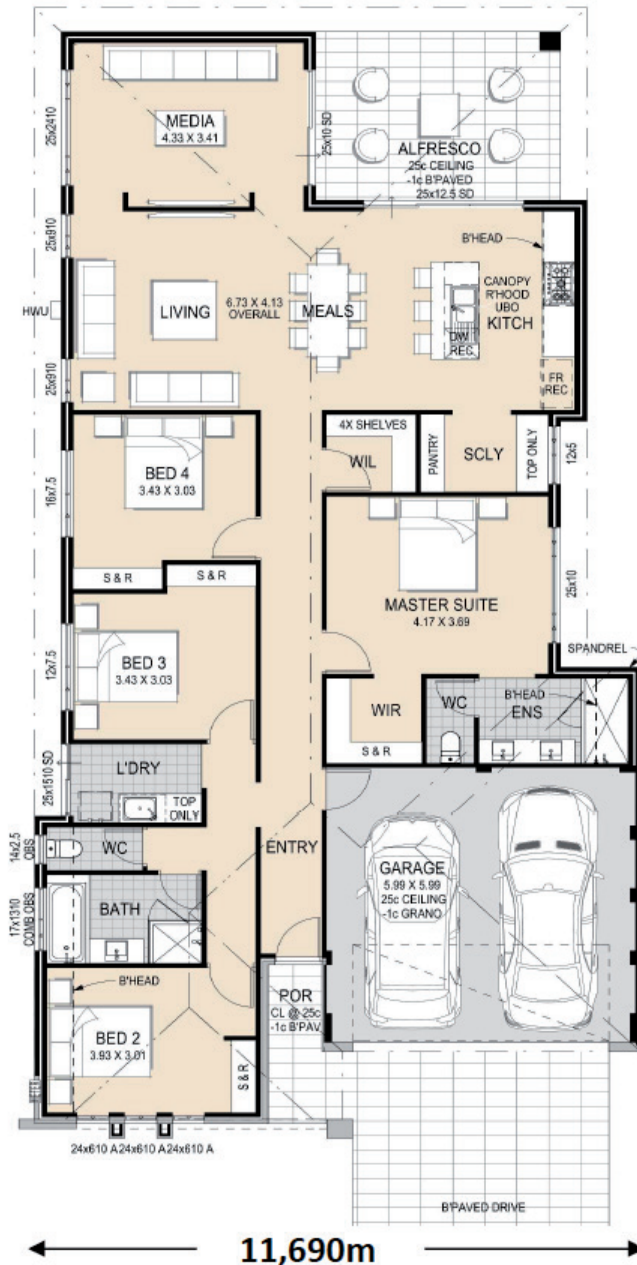 MEDIA
4.33 X 3.41
25x2410
25x10 SD
ALFRESCO
25c CEILING
-1c B'PAVED
25x12.5 SD
25x910
B'HEAD
CANOPY
R'HOOD
UBO
KITCH
HWU
LIVING
6.73 X 4.13
OVERALL
MEALS
DW
REC
FR
REC
25x910
4X SHELVES
WIL
PANTRY
SCLY
TOP ONLY
12x5
BED 4
3.43 X 3.03
16x7.5
S & R
S & R
MASTER SUITE
4.17 X 3.69
25x10
BED 3
3.43 X 3.03
12x7.5
SPANDREL
WIR
S & R
WC
B'HEAD
ENS
25x1510 SD
L'DRY
TOP
ONLY
14x2.5
OBS
WC
ENTRY
GARAGE
5.99 X 5.99
25c CEILING
-1c GRANO
17x1310
COMB.OBS
BATH
B'HEAD
POR
CL @ 25c
-1c B'PAV
BED 2
3.93 X 3.01
S & R
24x610 A 24x610 A 24x610 A
B'PAVED DRIVE
11,690m